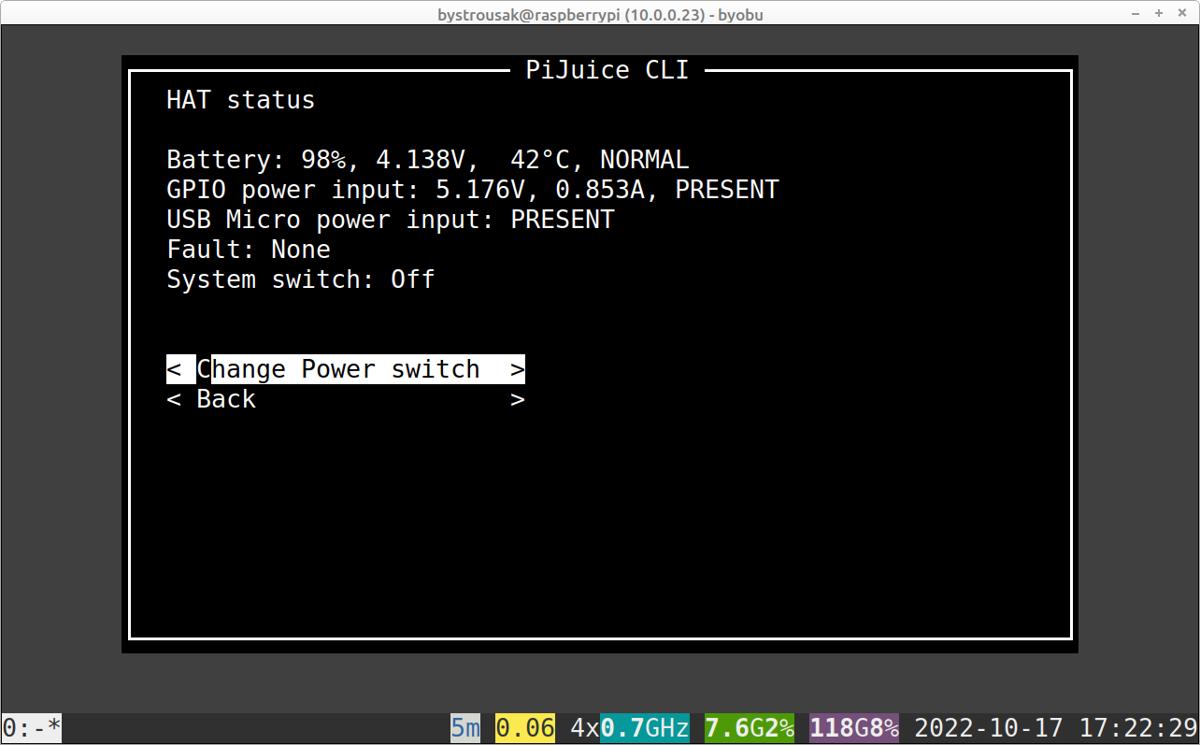 bystrousak@raspberrypi (10.0.0.23) - byobu
PiJuice CLI
HAT status
Battery: 98%, 4.138V,  42°C, NORMAL
GPIO power input: 5.176V, 0.853A, PRESENT
USB Micro power input: PRESENT
Fault: None
System switch: Off
< Change Power switch  >
< Back                 >
0:-* 5m 0.06 4x0.7GHz 7.6G2% 118G8% 2022-10-17 17:22:29